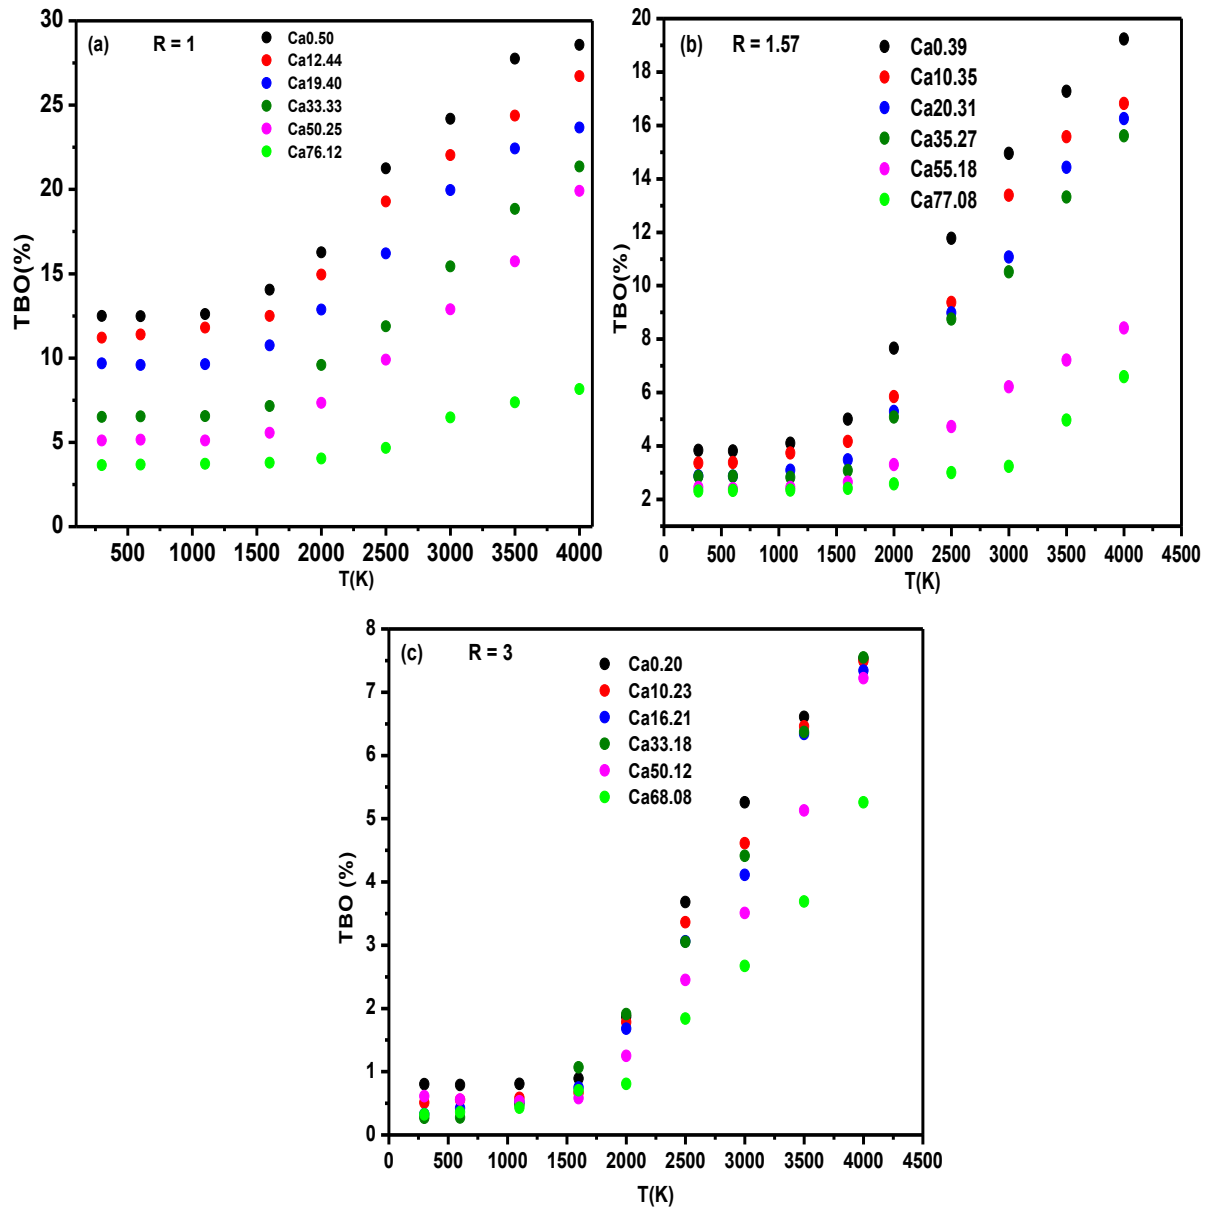 (a) R = 1
Ca0.50
Ca12.44
Ca19.40
Ca33.33
Ca50.25
Ca76.12
30
25
20
15
10
5
0
TBO(%)
500 1000 1500 2000 2500 3000 3500 4000
T(K)
(b) R = 1.57
Ca0.39
Ca10.35
Ca20.31
Ca35.27
Ca55.18
Ca77.08
20
18
16
14
12
10
8
6
4
2
TBO(%)
0 500 1000 1500 2000 2500 3000 3500 4000 4500
T(K)
(c) R = 3
Ca0.20
Ca10.23
Ca16.21
Ca33.18
Ca50.12
Ca68.08
8
7
6
5
4
3
2
1
0
TBO (%)
0 500 1000 1500 2000 2500 3000 3500 4000 4500
T(K)